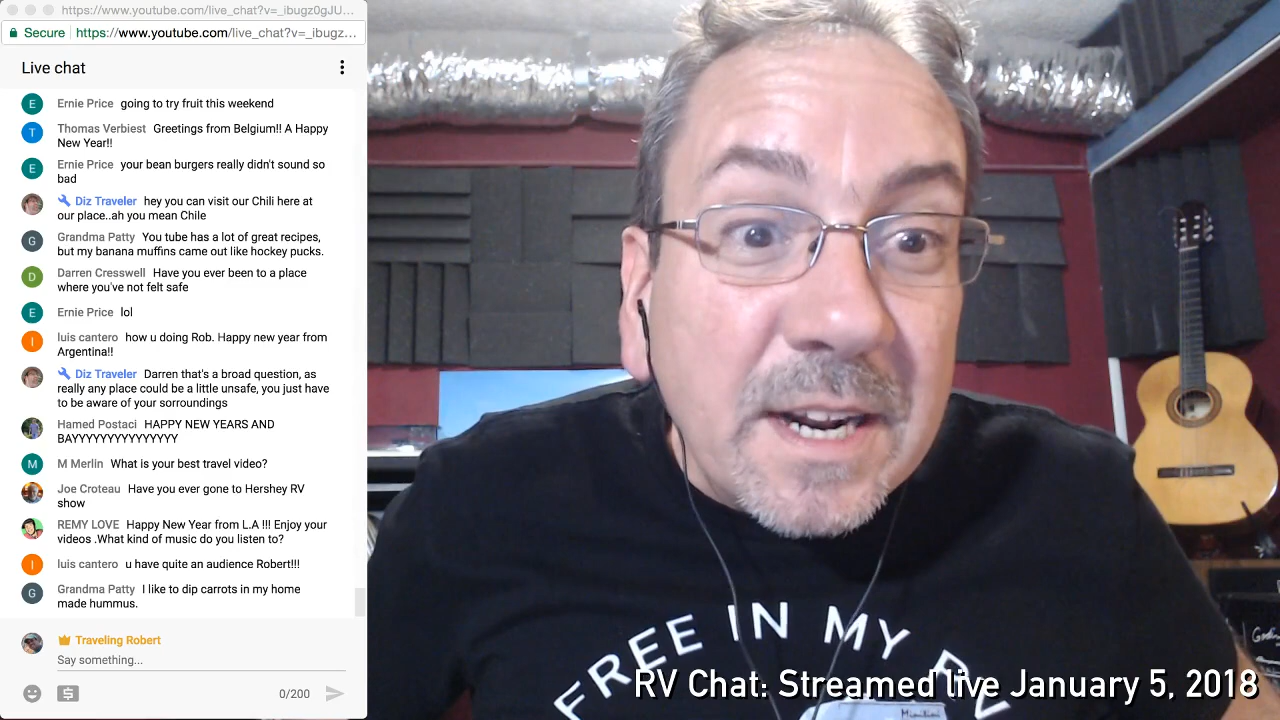 https://www.youtube.com/live_chat?v=_ibugz0gJU...
Secure
https://www.youtube.com/live_chat?v=_ibugz...
Live chat
E
Ernie Price going to try fruit this weekend
T
Thomas Verbiest Greetings from Belgium!! A Happy
New Year!!
E
Ernie Price your bean burgers really didn't sound so
bad
Diz Traveler hey you can visit our Chili here at
our place..ah you mean Chile
G
Grandma Patty You tube has a lot of great recipes,
but my banana muffins came out like hockey pucks.
D
Darren Cresswell Have you ever been to a place
where you've not felt safe
E
Ernie Price lol
l
luis cantero how u doing Rob. Happy new year from
Argentina!!
Diz Traveler Darren that's a broad question, as
really any place could be a little unsafe, you just have
to be aware of your sorroundings
Hamed Postaci HAPPY NEW YEARS AND
BAYYYYYYYYYYYYYY
M
M Merlin What is your best travel video?
Joe Croteau Have you ever gone to Hershey RV
show
REMY LOVE Happy New Year from L.A !!! Enjoy your
videos .What kind of music do you listen to?
l
luis cantero u have quite an audience Robert!!!
G
Grandma Patty I like to dip carrots in my home
made hummus.
Traveling Robert
Say something...
0/200
FREE IN MY RV
RV Chat: Streamed live January 5, 2018